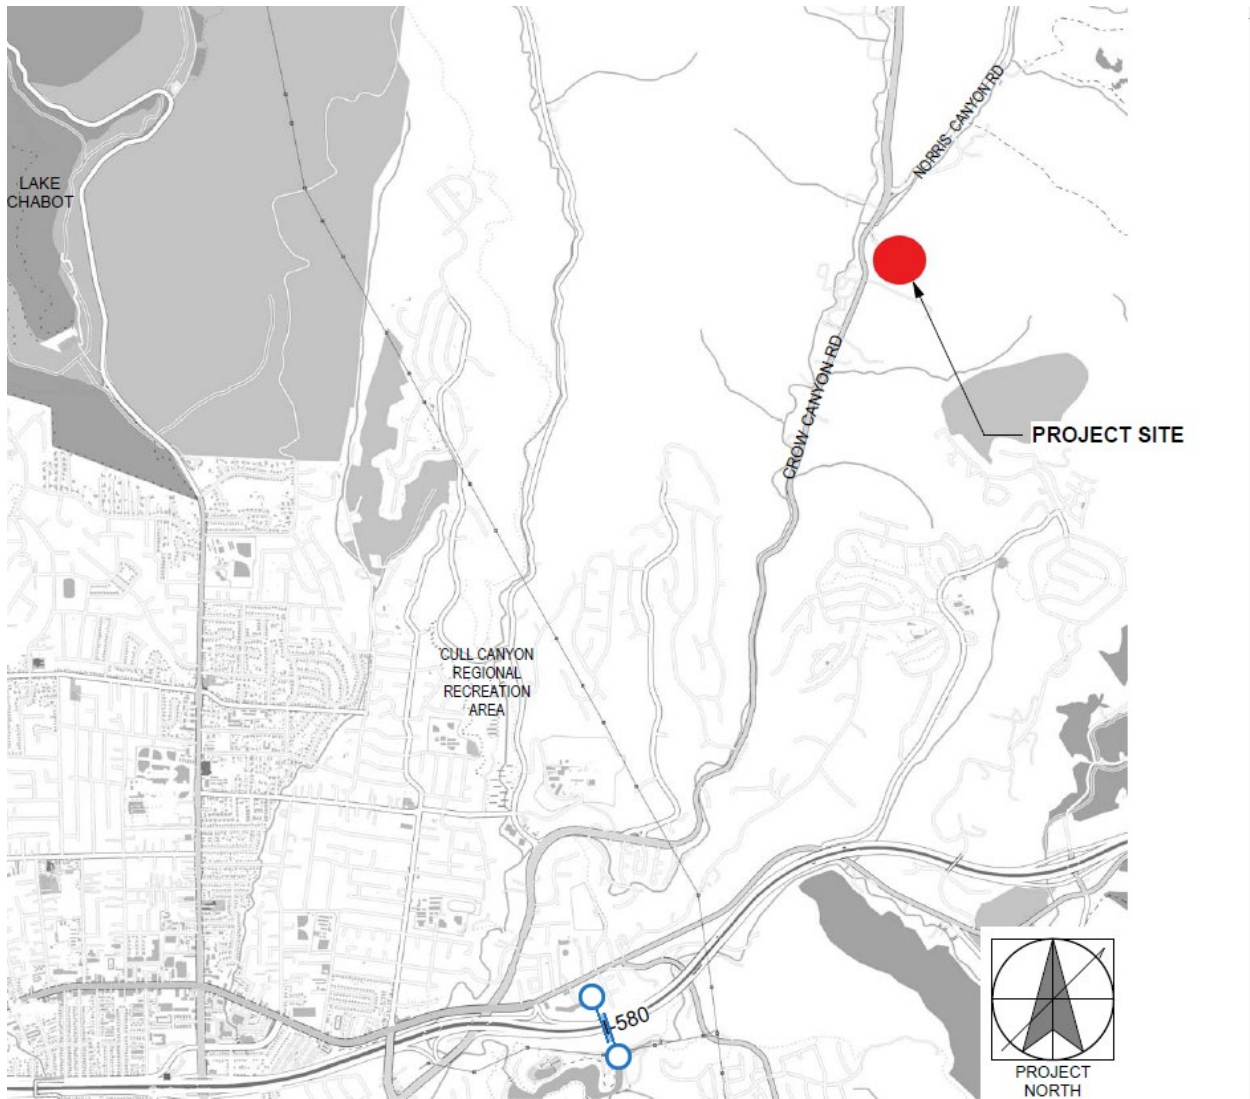 NORRIS CANYON RD
LAKE
CHABOT
CROW CANYON RD
PROJECT SITE
CULL CANYON
REGIONAL
RECREATION
AREA
I-580
PROJECT
NORTH